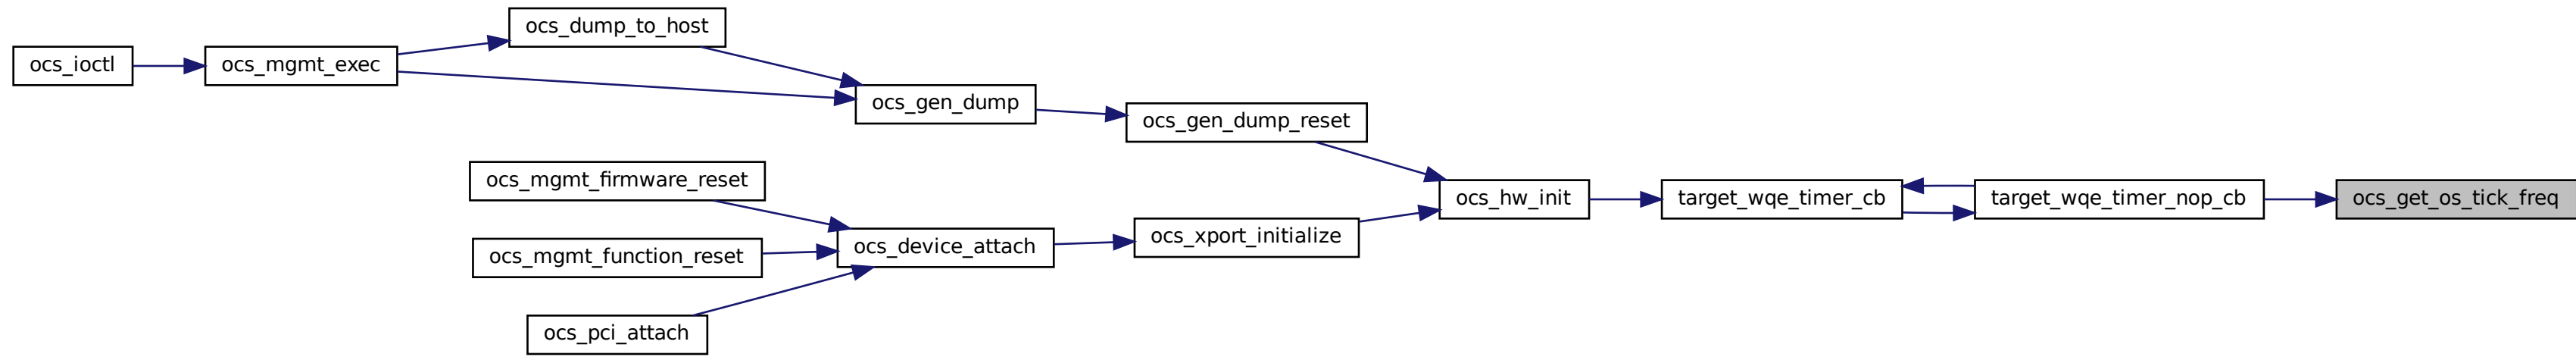 ocs_dump_to_host
ocs_ioctl
ocs_mgmt_exec
ocs_gen_dump
ocs_gen_dump_reset
ocs_mgmt_firmware_reset
ocs_hw_init
target_wqe_timer_cb
target_wqe_timer_nop_cb
ocs_get_os_tick_freq
ocs_xport_initialize
ocs_device_attach
ocs_mgmt_function_reset
ocs_pci_attach